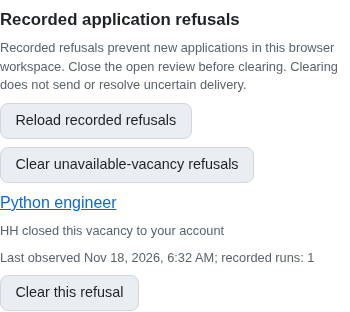 Recorded application refusals
Recorded refusals prevent new applications in this browser
workspace. Close the open review before clearing. Clearing
does not send or resolve uncertain delivery.
Reload recorded refusals
Clear unavailable-vacancy refusals
Python engineer
HH closed this vacancy to your account
Last observed Nov 18, 2026, 6:32 AM; recorded runs: 1
Clear this refusal